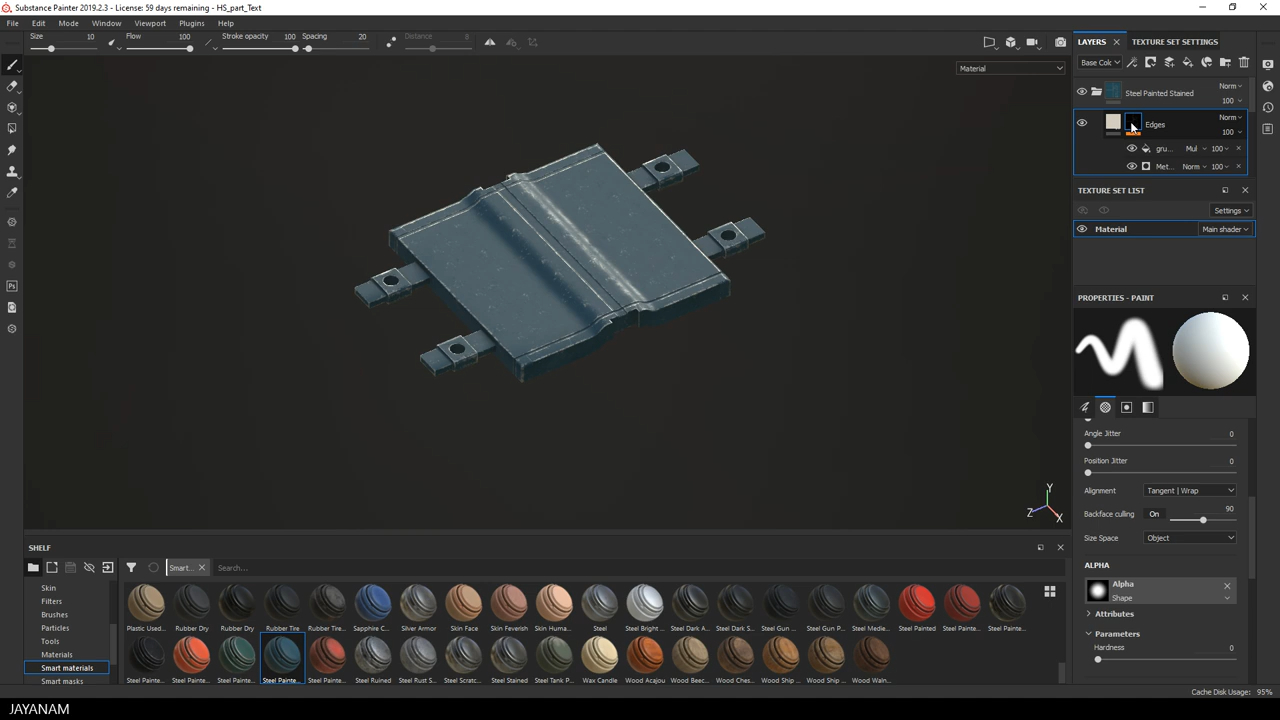 Substance Painter 2019.2.3 - License: 59 days remaining - HS_part_Text
File Edit Mode Window Viewport Plugins Help
Size 10 Flow 100 Stroke opacity 100 Spacing 20 Distance 8
Material
LAYERS TEXTURE SET SETTINGS
Base Colo
Steel Painted Stained Norm 100
Edges Norm 100
gru... Mul 100
Met... Norm 100
TEXTURE SET LIST
Settings
Material Main shader
PROPERTIES - PAINT
Angle Jitter 0
Position Jitter 0
Alignment Tangent | Wrap
Backface culling On 90
Size Space Object
ALPHA
Alpha
Shape
Attributes
Parameters
Hardness 0
Y
Z
X
SHELF
Smart... Search...
Skin
Filters
Brushes
Particles
Tools
Materials
Smart materials
Smart masks
Plastic Used... Rubber Dry Rubber Dry Rubber Tire Rubber Tire... Sapphire C... Silver Armor Skin Face Skin Feverish Skin Huma... Steel Steel Bright ... Steel Dark A... Steel Dark S... Steel Gun ... Steel Gun P... Steel Medie... Steel Painted Steel Painte... Steel Painte...
Steel Painte... Steel Painte... Steel Painte... Steel Painte... Steel Painte... Steel Ruined Steel Rust S... Steel Scratc... Steel Stained Steel Tank P... Wax Candle Wood Acajou Wood Beec... Wood Ches... Wood Ship ... Wood Ship ... Wood Waln...
Cache Disk Usage: 95%
JAYANAM
Ps